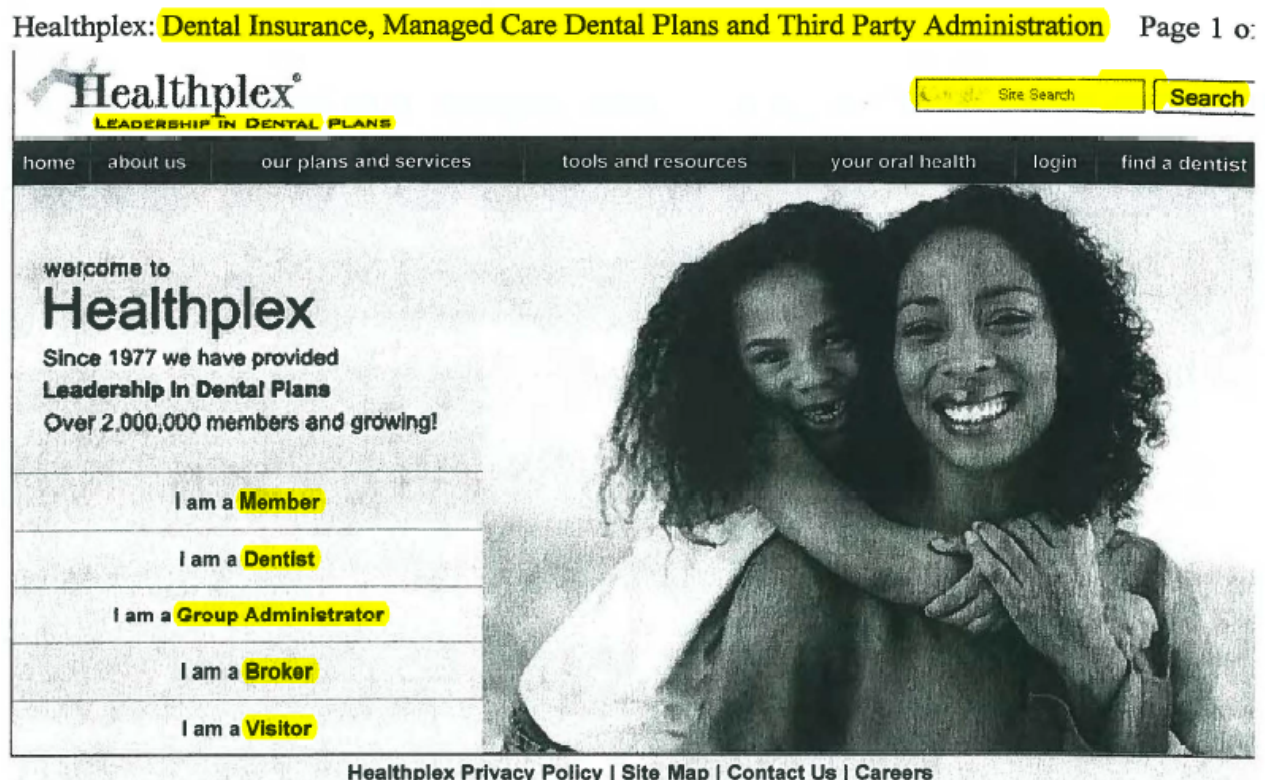 Healthplex: Dental Insurance, Managed Care Dental Plans and Third Party Administration Page 1 o
Healthplex®
LEADERSHIP IN DENTAL PLANS
Site Search Search
home about us our plans and services tools and resources your oral health login find a dentist
welcome to
Healthplex
Since 1977 we have provided
Leadership in Dental Plans
Over 2,000,000 members and growing!
I am a Member
I am a Dentist
I am a Group Administrator
I am a Broker
I am a Visitor
Healthplex Privacy Policy | Site Map | Contact Us | Careers